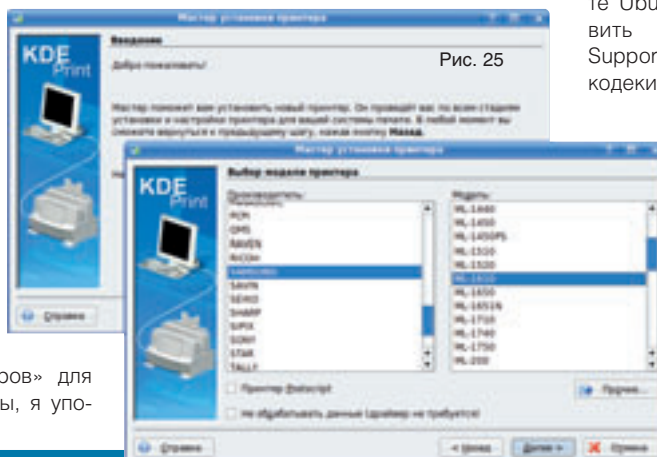 Мастер установки принтера
KDE Print
Введение
Добро пожаловать!
Рис. 25
Мастер поможет вам установить новый принтер. Он проведёт вас по всем стадиям
установки и настройки принтера для вашей системы печати. В любой момент вы
сможете вернуться к предыдущему шагу, нажав кнопку Назад.
Справка
Мастер установки принтера
KDE Print
Выбор модели принтера
Производитель:
QMS
RAVEN
RICOH
SAMSUNG
SAVIN
SEIKO
SHARP
SIPIX
SONY
STAR
TALLY
Модель:
ML-1440
ML-1450
ML-1450PS
ML-1510
ML-1520
ML-1650
ML-1651N
ML-1710
ML-1740
ML-1750
ML-200
Принтер Postscript
Не обрабатывать данные (драйвер не требуется)
Прочие...
Справка
< Назад
Далее >
Отмена
те Ubu
вить
Suppor
кодеки
ров» для
ы, я упо-